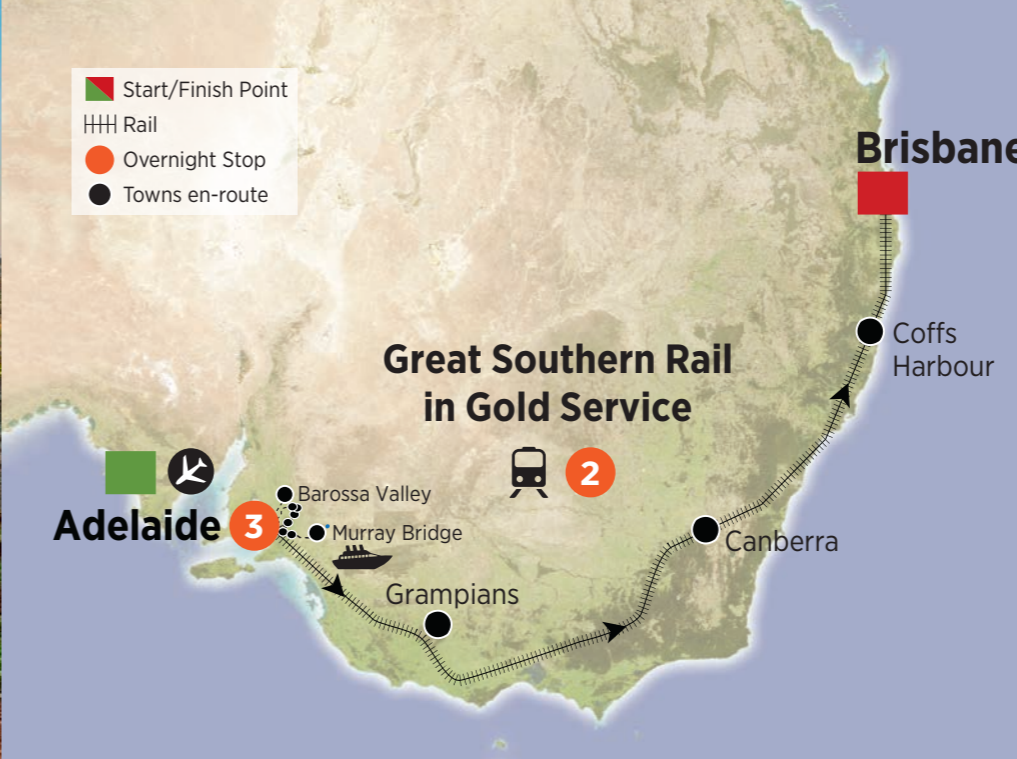 Start/Finish Point
Rail
Overnight Stop
Towns en-route
Brisbane
Coffs
Harbour
Great Southern Rail
in Gold Service
2
Barossa Valley
Adelaide 3
Murray Bridge
Canberra
Grampians